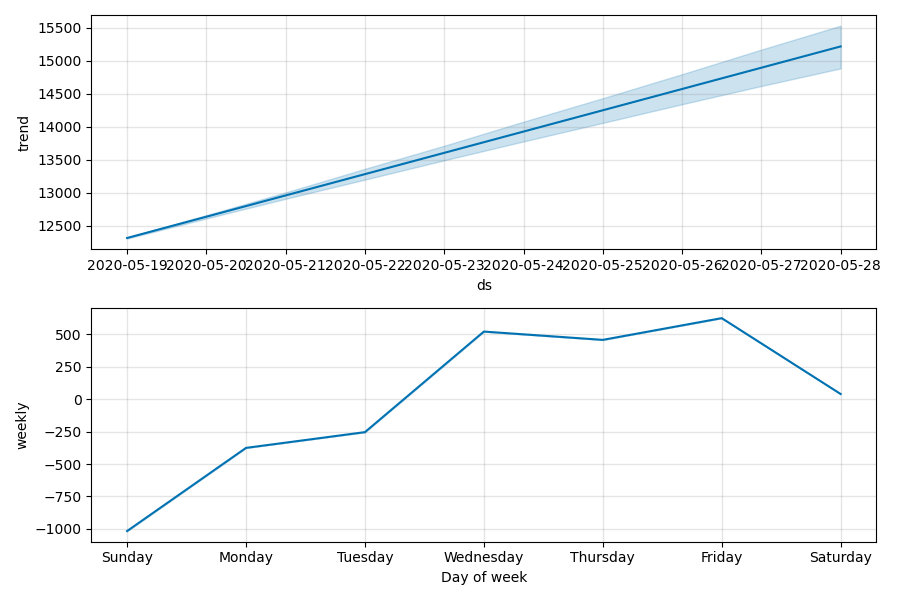 15500
15000
14500
14000
13500
13000
12500
trend
2020-05-19 2020-05-20 2020-05-21 2020-05-22 2020-05-23 2020-05-24 2020-05-25 2020-05-26 2020-05-27 2020-05-28
ds
500
250
0
−250
−500
−750
−1000
weekly
Sunday Monday Tuesday Wednesday Thursday Friday Saturday
Day of week